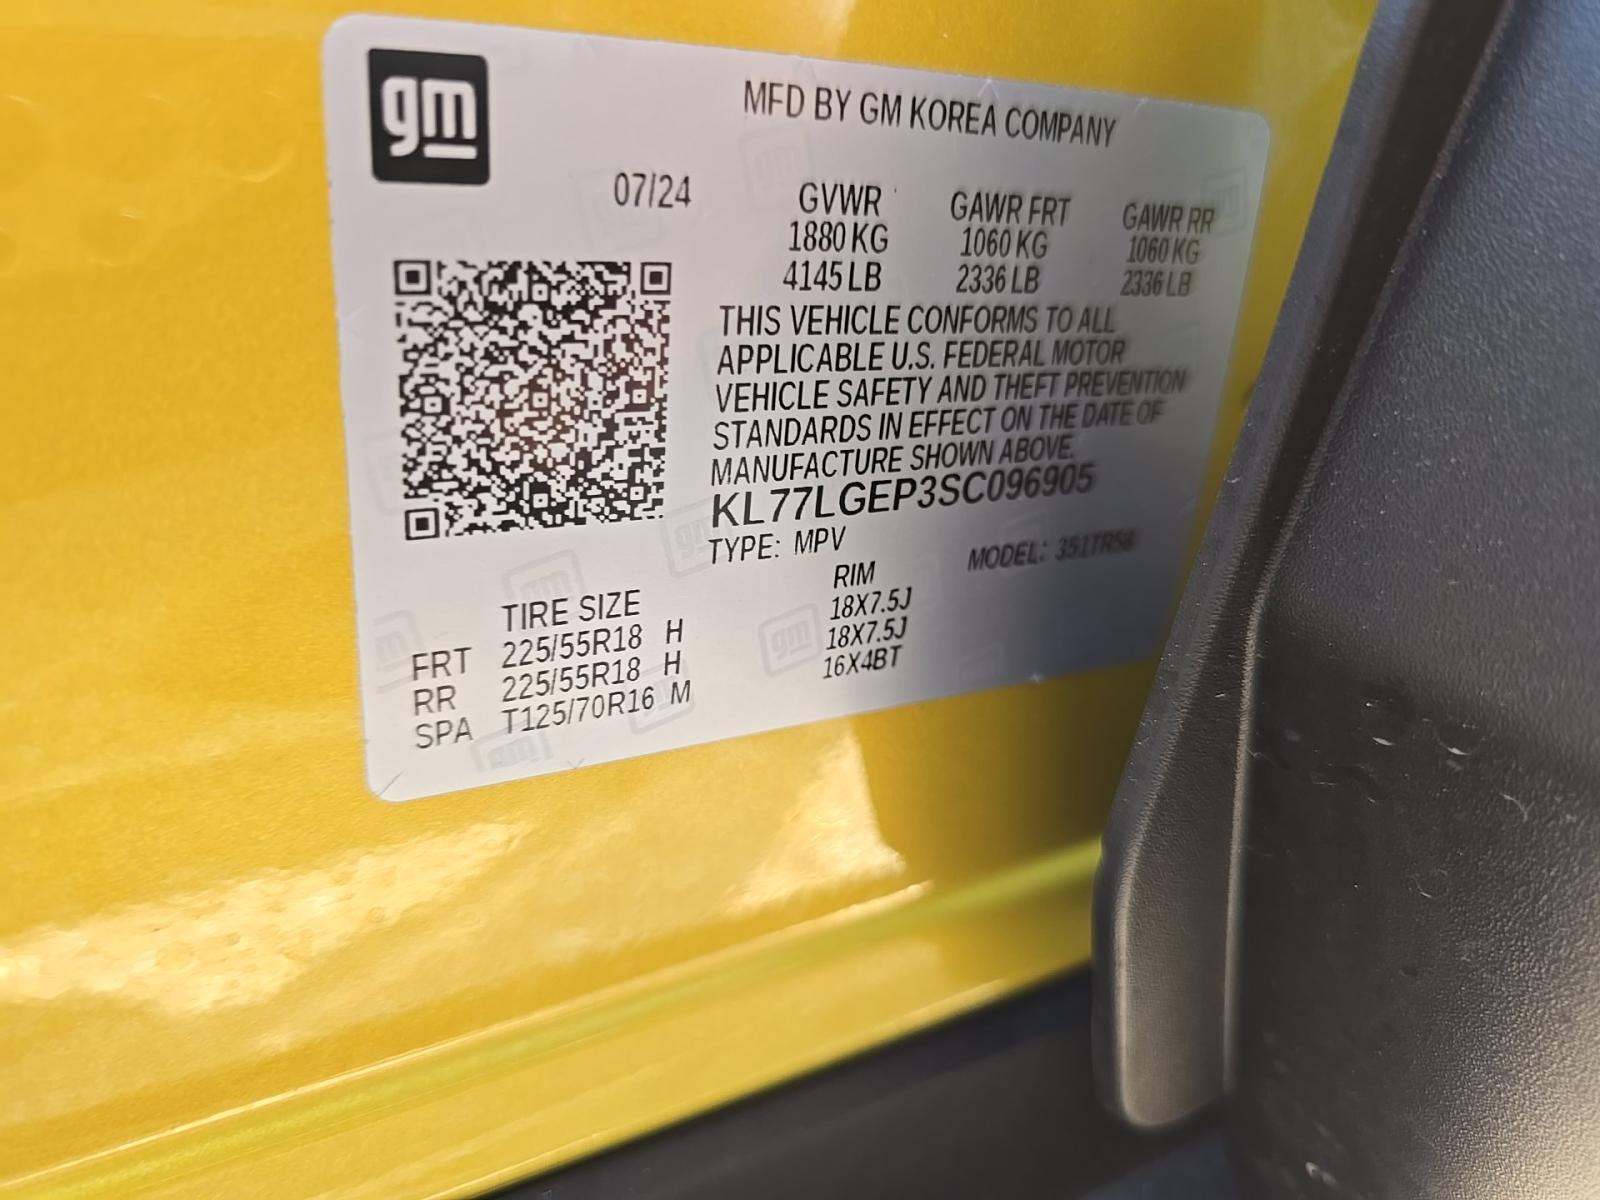 gm
MFD BY GM KOREA COMPANY
07/24
GVWR GAWR FRT GAWR RR
1880 KG 1060 KG 1060 KG
4145 LB 2336 LB 2336 LB
THIS VEHICLE CONFORMS TO ALL
APPLICABLE U.S. FEDERAL MOTOR
VEHICLE SAFETY AND THEFT PREVENTION
STANDARDS IN EFFECT ON THE DATE OF
MANUFACTURE SHOWN ABOVE.
KL77LGEP3SC096905
TYPE: MPV MODEL:
TIRE SIZE RIM
FRT 225/55R18 H 18X7.5J
RR 225/55R18 H 18X7.5J
SPA T125/70R16 M 16X4BT